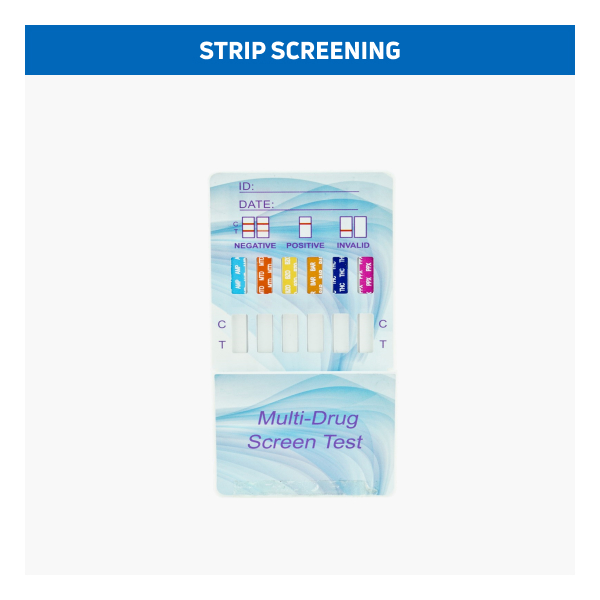 STRIP SCREENING
ID:
DATE:
C
T
NEGATIVE POSITIVE INVALID
AMP AMP MTD MTD BAR BAR THC THC PPX PPX
C C
T T
Multi-Drug
Screen Test